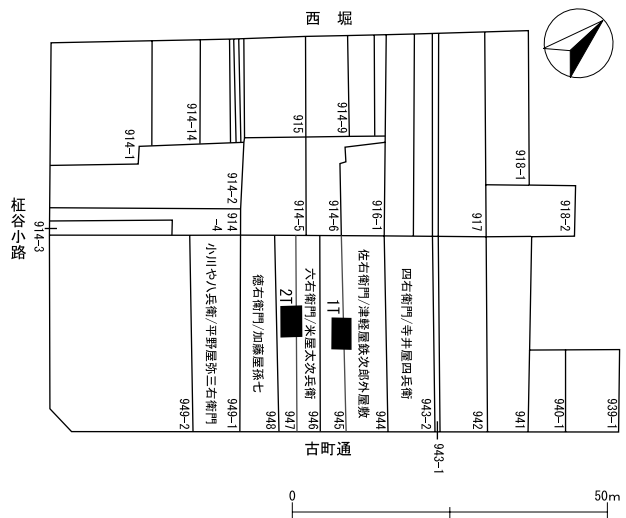 西 堀
914-1
914-14
915
914-9
918-1
914-2
914
-4
914-5
914-6
916-1
917
918-2
柾谷小路
914-3
949-2
小川や八兵衛/平野屋弥三右衛門
949-1
徳右衛門/加藤屋孫七
948
2T
947
六右衛門/米屋太次兵衛
946
1T
945
佐右衛門/津軽屋鉄次郎外屋敷
944
四右衛門/寺井屋四兵衛
943-2
943-1
942
941
940-1
939-1
古町通
0
50m